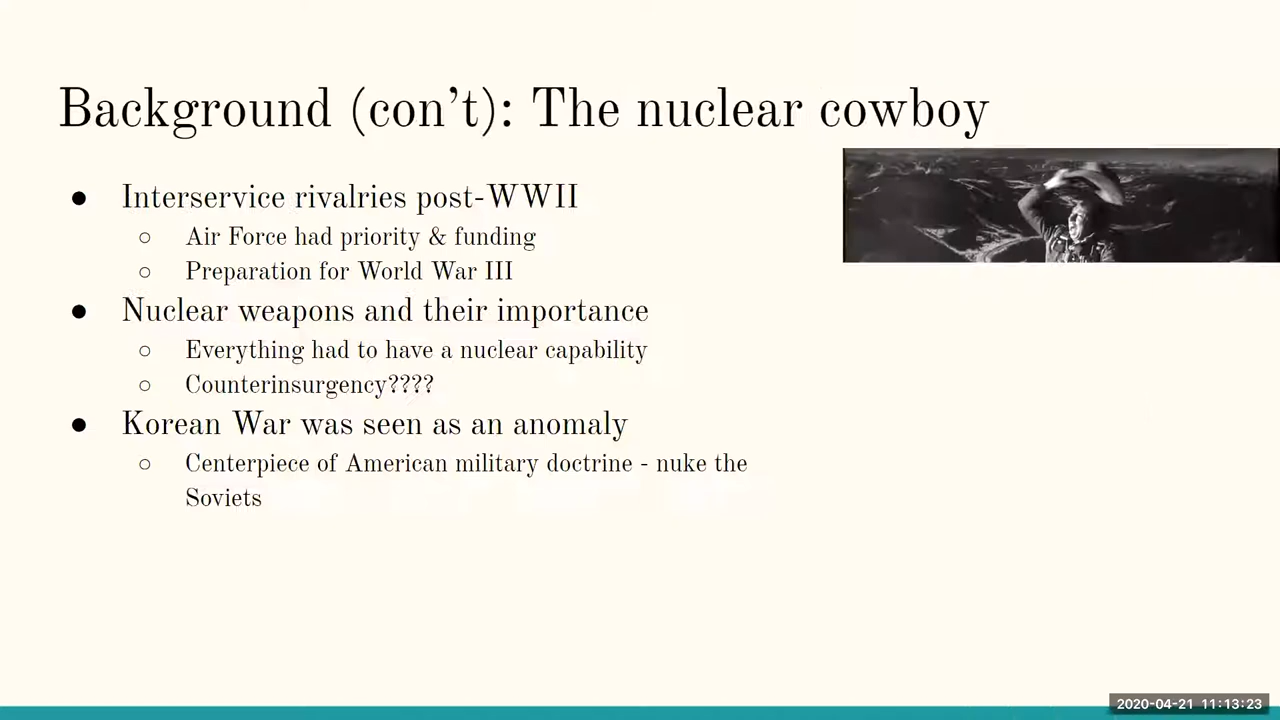 Background (con’t): The nuclear cowboy
● Interservice rivalries post-WWII
○ Air Force had priority & funding
○ Preparation for World War III
● Nuclear weapons and their importance
○ Everything had to have a nuclear capability
○ Counterinsurgency????
● Korean War was seen as an anomaly
○ Centerpiece of American military doctrine - nuke the
Soviets
2020-04-21 11:13:23